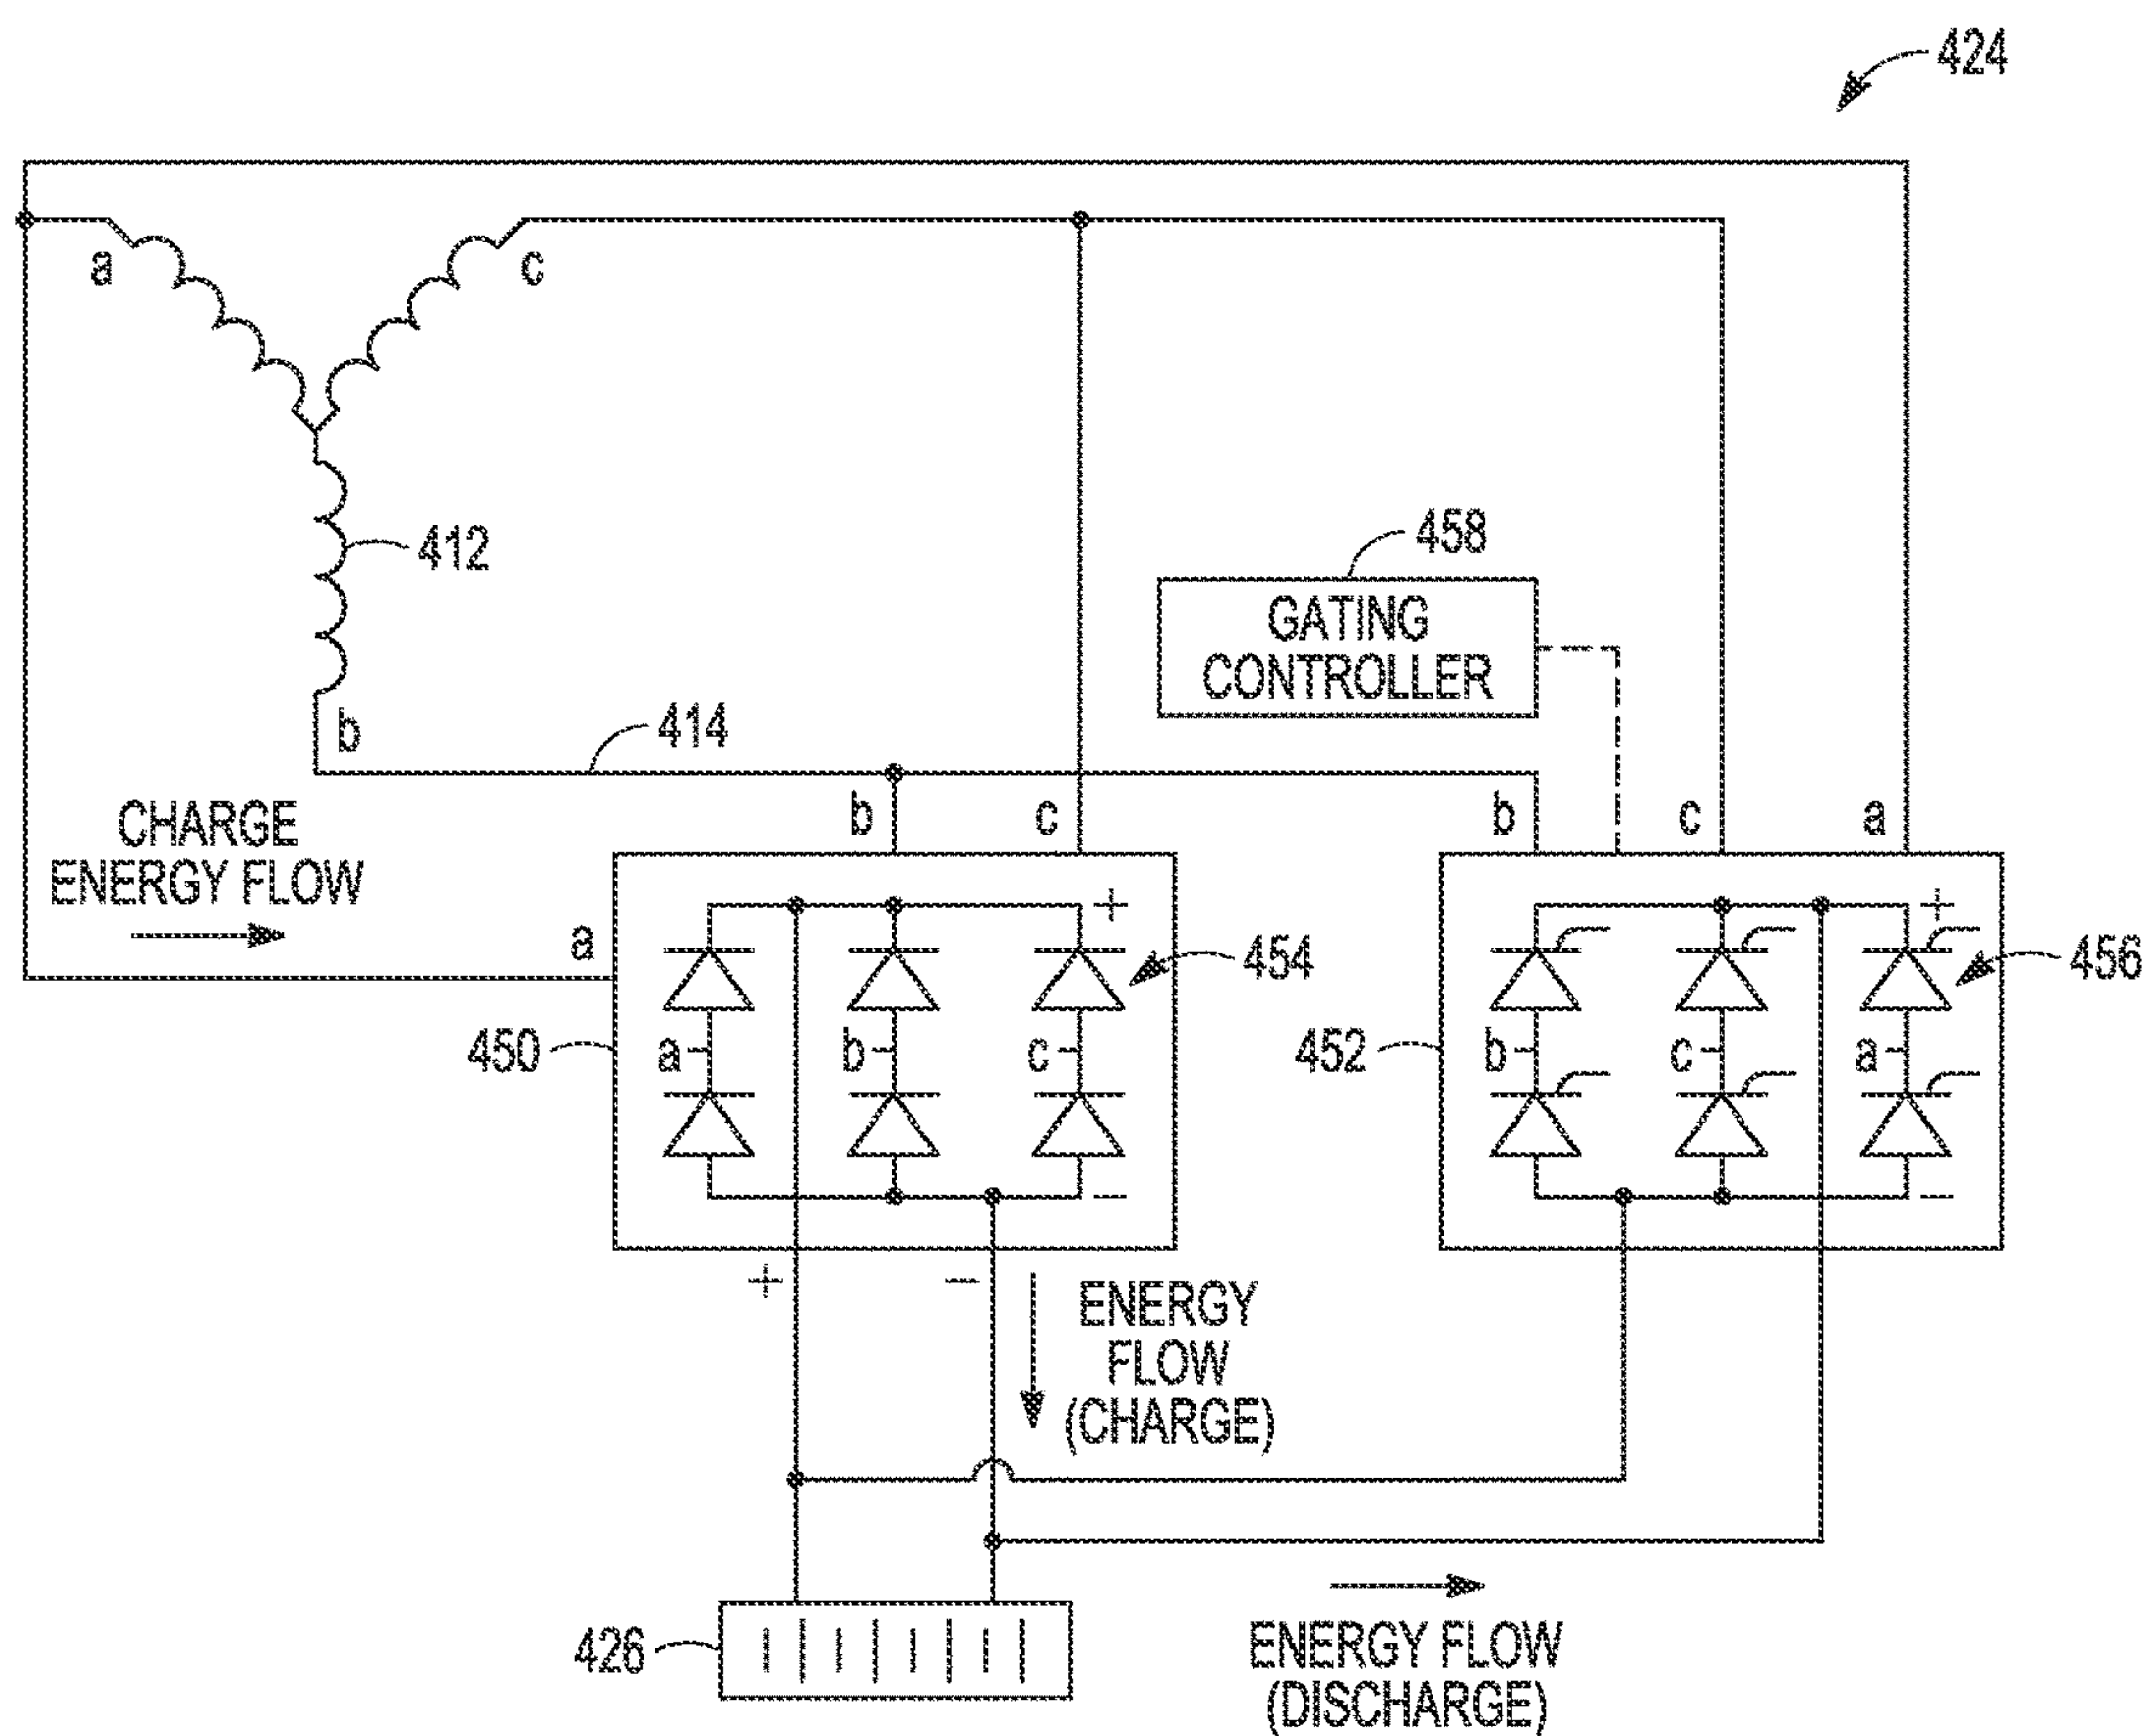 424
a
c
412
458
GATING
CONTROLLER
b
414
CHARGE
ENERGY FLOW
b
c
b
c
a
a
+
+
454
456
450
a
b
c
452
b
c
a
−
−
+
−
ENERGY
FLOW
(CHARGE)
426
ENERGY FLOW
(DISCHARGE)